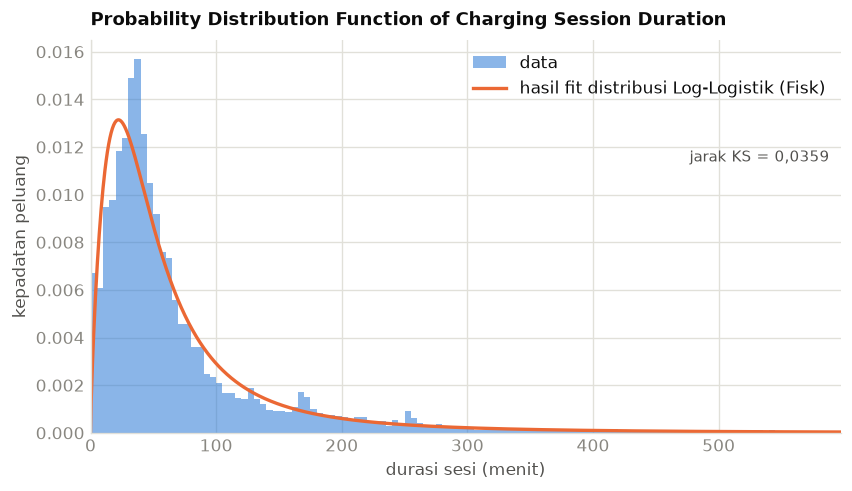 Probability Distribution Function of Charging Session Duration
data
hasil fit distribusi Log-Logistik (Fisk)
jarak KS = 0,0359
kepadatan peluang
0.016
0.014
0.012
0.010
0.008
0.006
0.004
0.002
0.000
0 100 200 300 400 500
durasi sesi (menit)